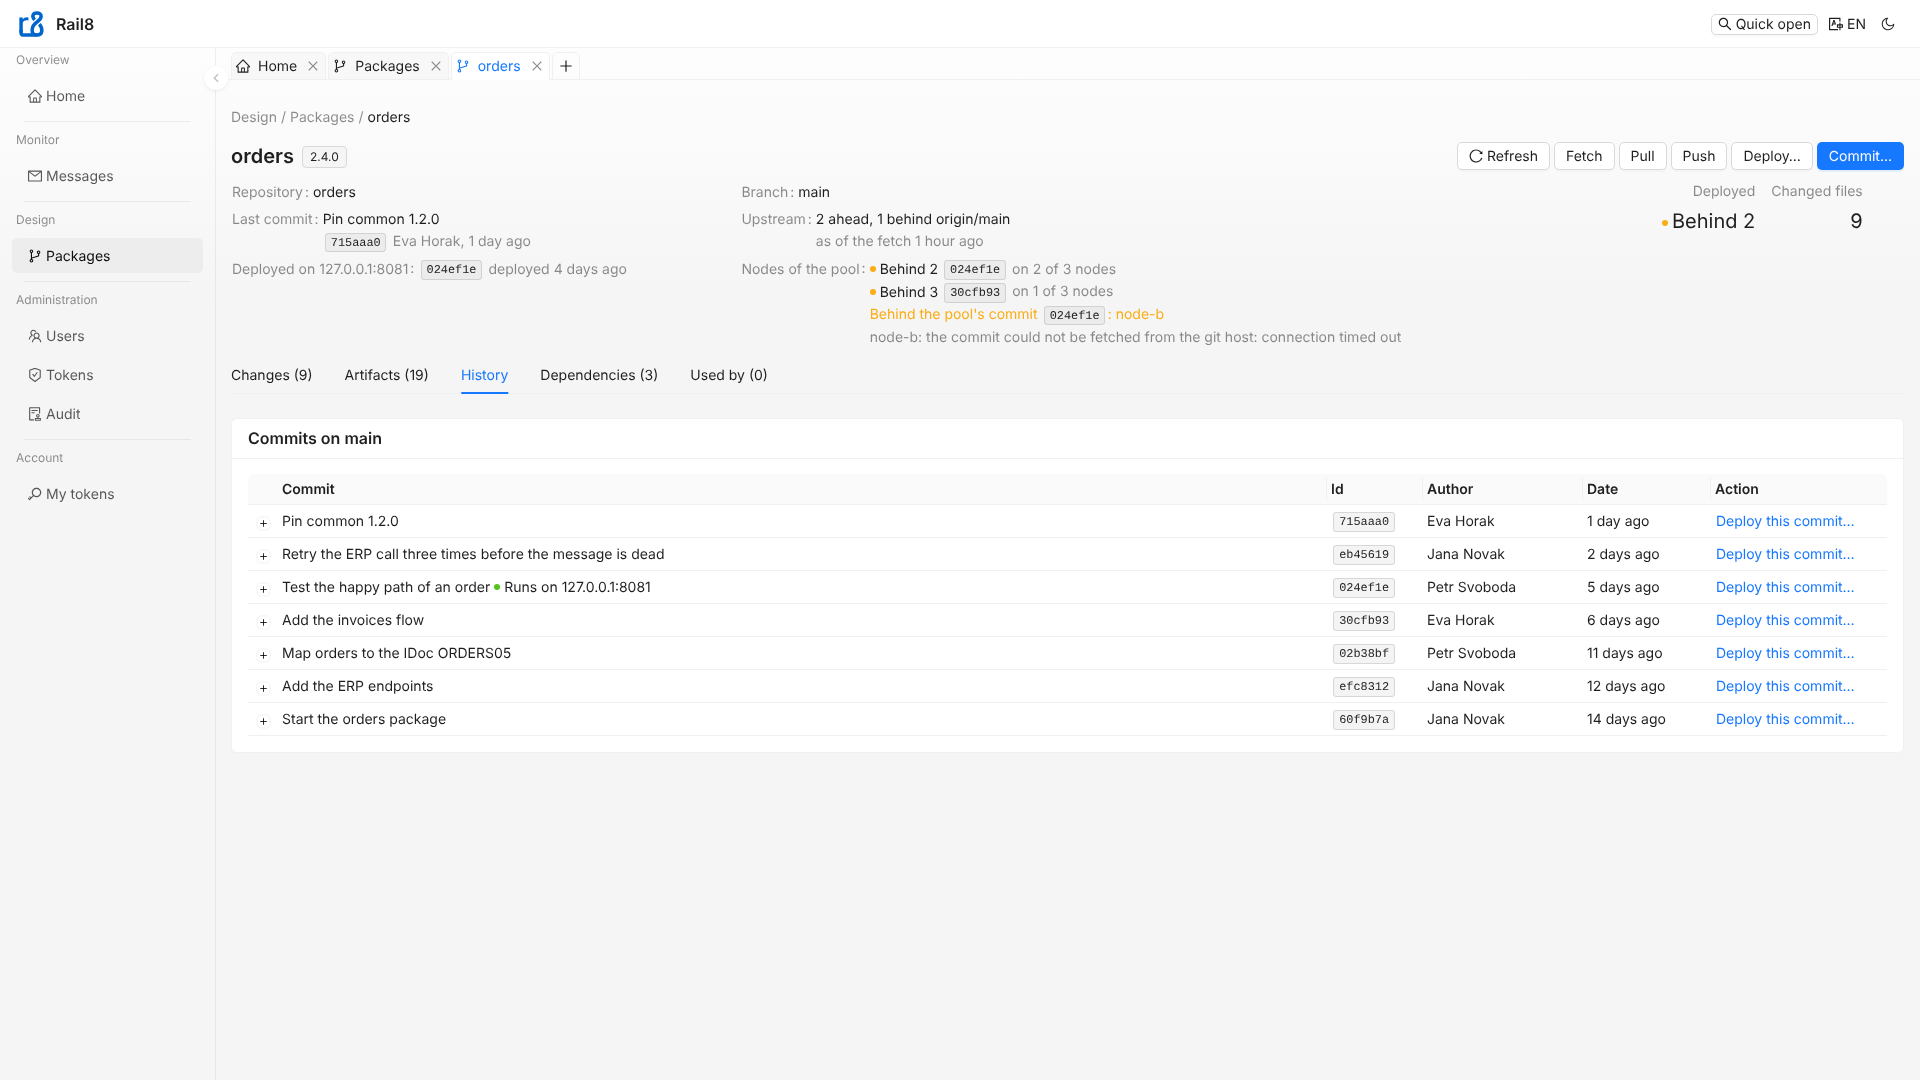 r8 Rail8
Quick open
EN
Overview
Home
Monitor
Messages
Design
Packages
Administration
Users
Tokens
Audit
Account
My tokens
Home
Packages
orders
Design / Packages / orders
orders 2.4.0
Refresh
Fetch
Pull
Push
Deploy...
Commit...
Repository: orders
Branch: main
Deployed
Behind 2
Changed files
9
Last commit: Pin common 1.2.0
715aaa0 Eva Horak, 1 day ago
Upstream: 2 ahead, 1 behind origin/main
as of the fetch 1 hour ago
Deployed on 127.0.0.1:8081: 024ef1e deployed 4 days ago
Nodes of the pool: Behind 2 024ef1e on 2 of 3 nodes
Behind 3 30cfb93 on 1 of 3 nodes
Behind the pool's commit 024ef1e : node-b
node-b: the commit could not be fetched from the git host: connection timed out
Changes (9)
Artifacts (19)
History
Dependencies (3)
Used by (0)
Commits on main
Commit Id Author Date Action
+ Pin common 1.2.0 715aaa0 Eva Horak 1 day ago Deploy this commit...
+ Retry the ERP call three times before the message is dead eb45619 Jana Novak 2 days ago Deploy this commit...
+ Test the happy path of an order Runs on 127.0.0.1:8081 024ef1e Petr Svoboda 5 days ago Deploy this commit...
+ Add the invoices flow 30cfb93 Eva Horak 6 days ago Deploy this commit...
+ Map orders to the IDoc ORDERS05 02b38bf Petr Svoboda 11 days ago Deploy this commit...
+ Add the ERP endpoints efc8312 Jana Novak 12 days ago Deploy this commit...
+ Start the orders package 60f9b7a Jana Novak 14 days ago Deploy this commit...